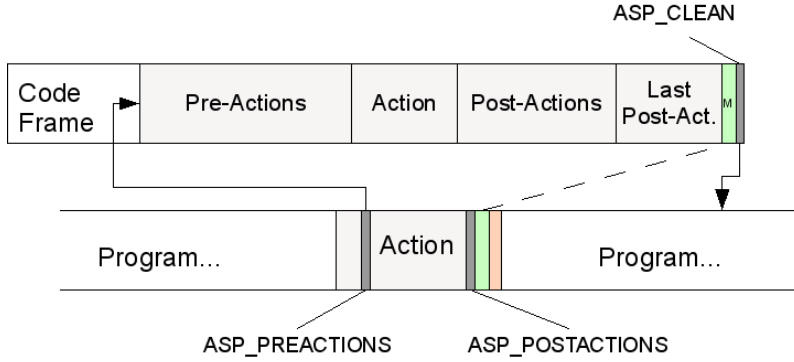 ASP_CLEAN
Code
Frame
Pre-Actions
Action
Post-Actions
Last
Post-Act.
M
Program...
Action
Program...
ASP_PREACTIONS
ASP_POSTACTIONS